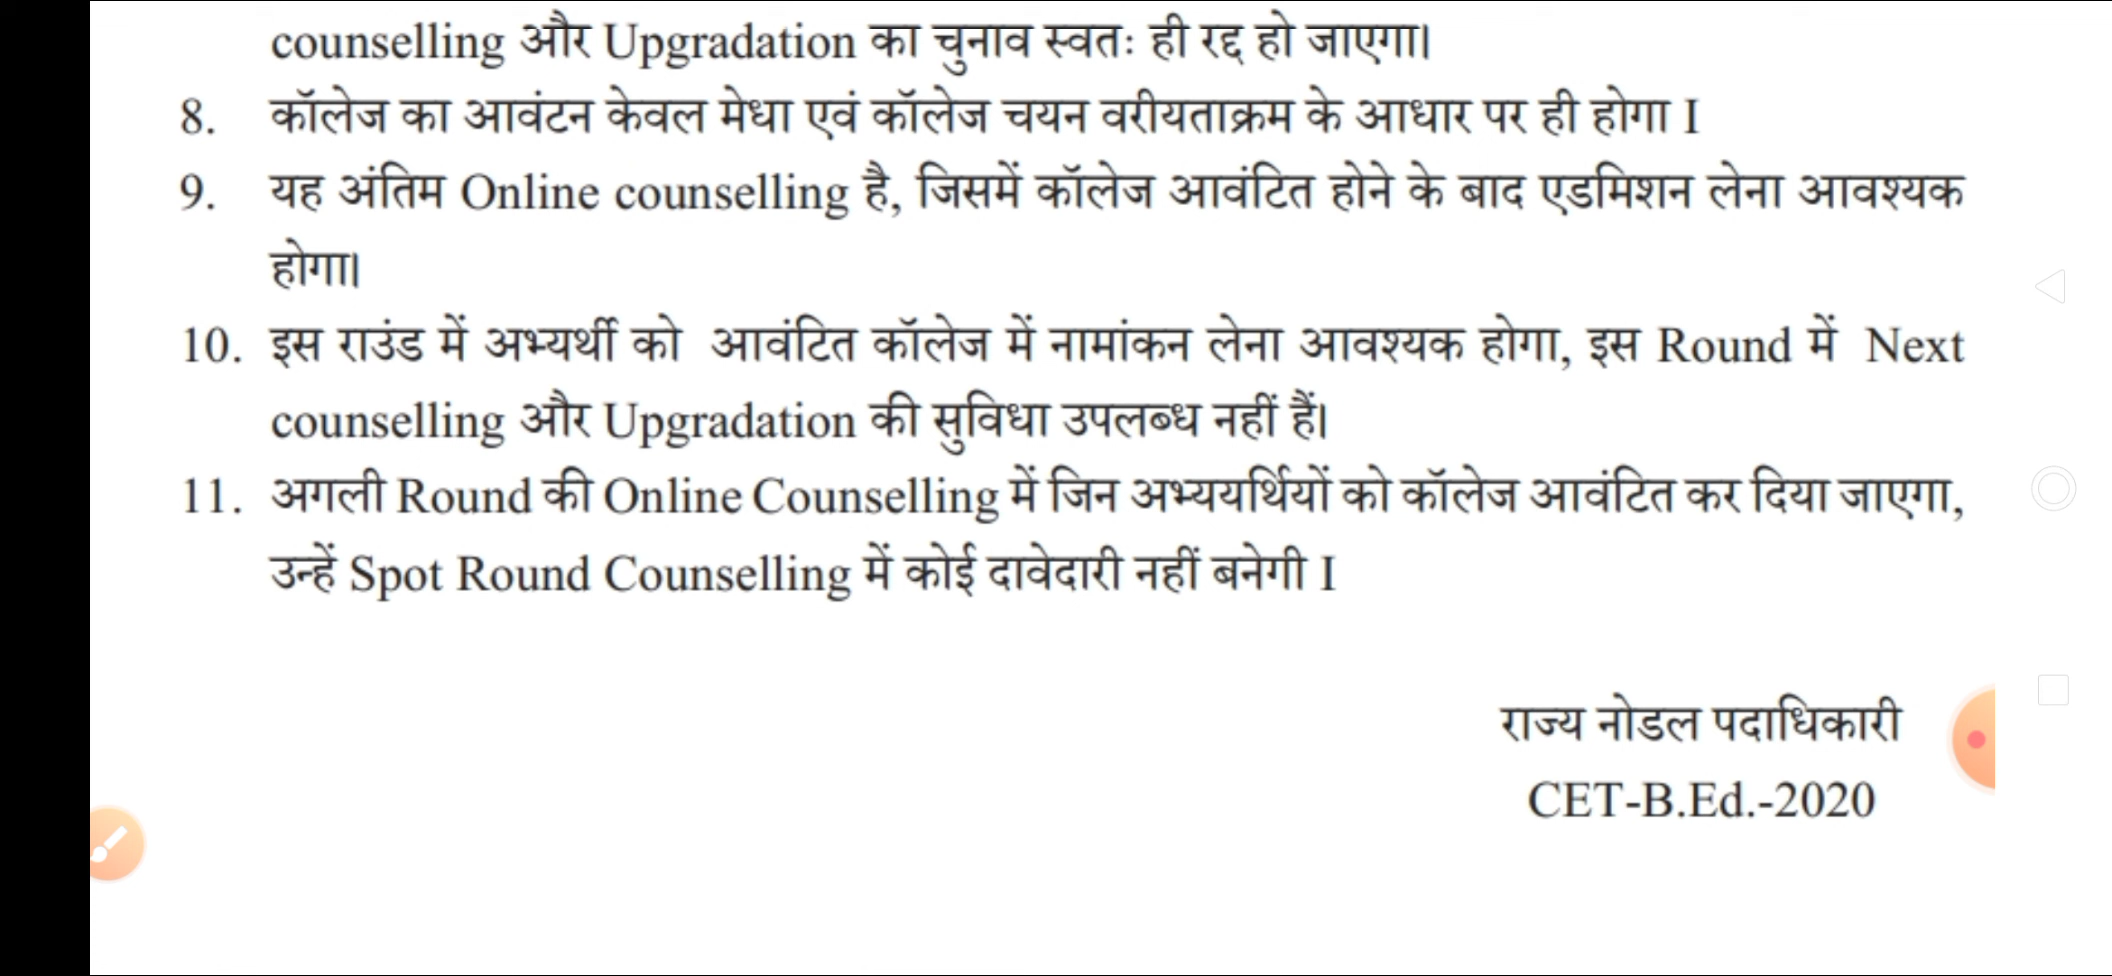 counselling और Upgradation का चुनाव स्वतः ही रद्द हो जाएगा।
8. कॉलेज का आवंटन केवल मेधा एवं कॉलेज चयन वरीयताक्रम के आधार पर ही होगा I
9. यह अंतिम Online counselling है, जिसमें कॉलेज आवंटित होने के बाद एडमिशन लेना आवश्यक
होगा।
10. इस राउंड में अभ्यर्थी को आवंटित कॉलेज में नामांकन लेना आवश्यक होगा, इस Round में Next
counselling और Upgradation की सुविधा उपलब्ध नहीं हैं।
11. अगली Round की Online Counselling में जिन अभ्ययर्थियों को कॉलेज आवंटित कर दिया जाएगा,
उन्हें Spot Round Counselling में कोई दावेदारी नहीं बनेगी I
राज्य नोडल पदाधिकारी
CET-B.Ed.-2020